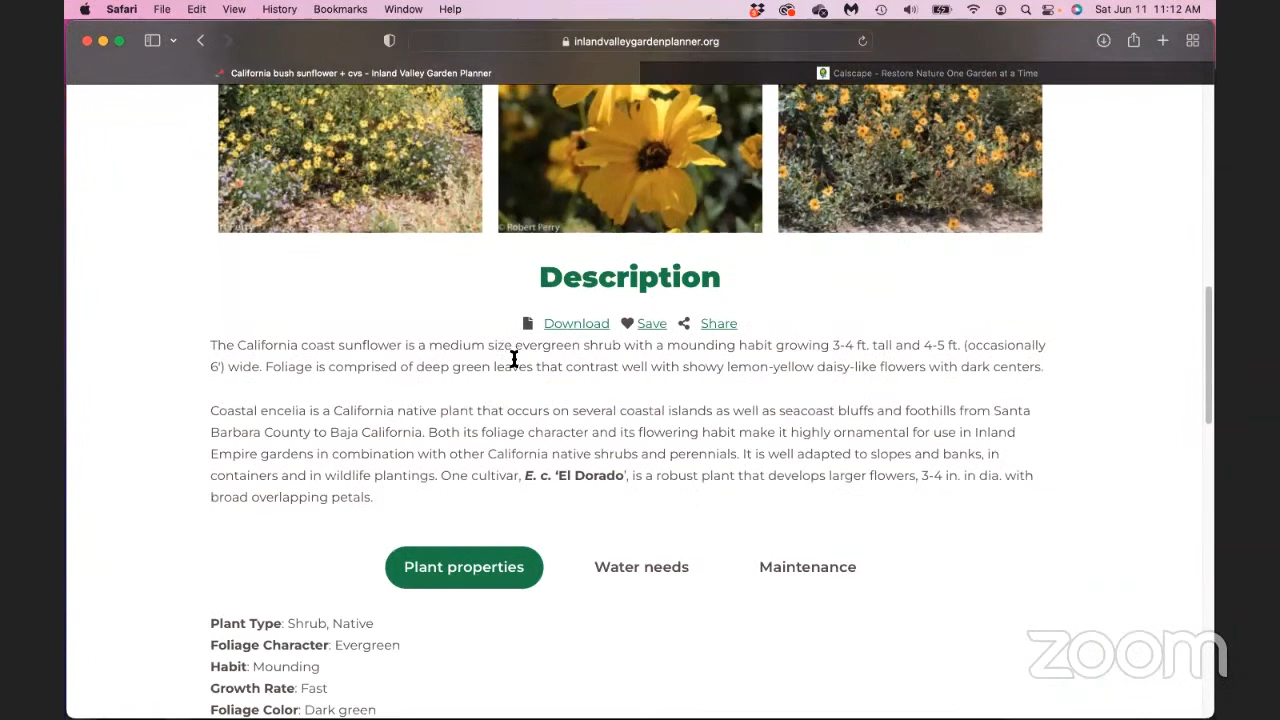 Safari File Edit View History Bookmarks Window Help Sat Jun 11 11:12 AM
inlandvalleygardenplanner.org
California bush sunflower + cvs - Inland Valley Garden Planner
Calscape - Restore Nature One Garden at a Time
© Robert Perry
Description
Download Save Share
The California coast sunflower is a medium size evergreen shrub with a mounding habit growing 3-4 ft. tall and 4-5 ft. (occasionally
6') wide. Foliage is comprised of deep green leaves that contrast well with showy lemon-yellow daisy-like flowers with dark centers.
Coastal encelia is a California native plant that occurs on several coastal islands as well as seacoast bluffs and foothills from Santa
Barbara County to Baja California. Both its foliage character and its flowering habit make it highly ornamental for use in Inland
Empire gardens in combination with other California native shrubs and perennials. It is well adapted to slopes and banks, in
containers and in wildlife plantings. One cultivar, E. c. ‘El Dorado’, is a robust plant that develops larger flowers, 3-4 in. in dia. with
broad overlapping petals.
Plant properties Water needs Maintenance
Plant Type: Shrub, Native
Foliage Character: Evergreen
Habit: Mounding
Growth Rate: Fast
Foliage Color: Dark green
zoom